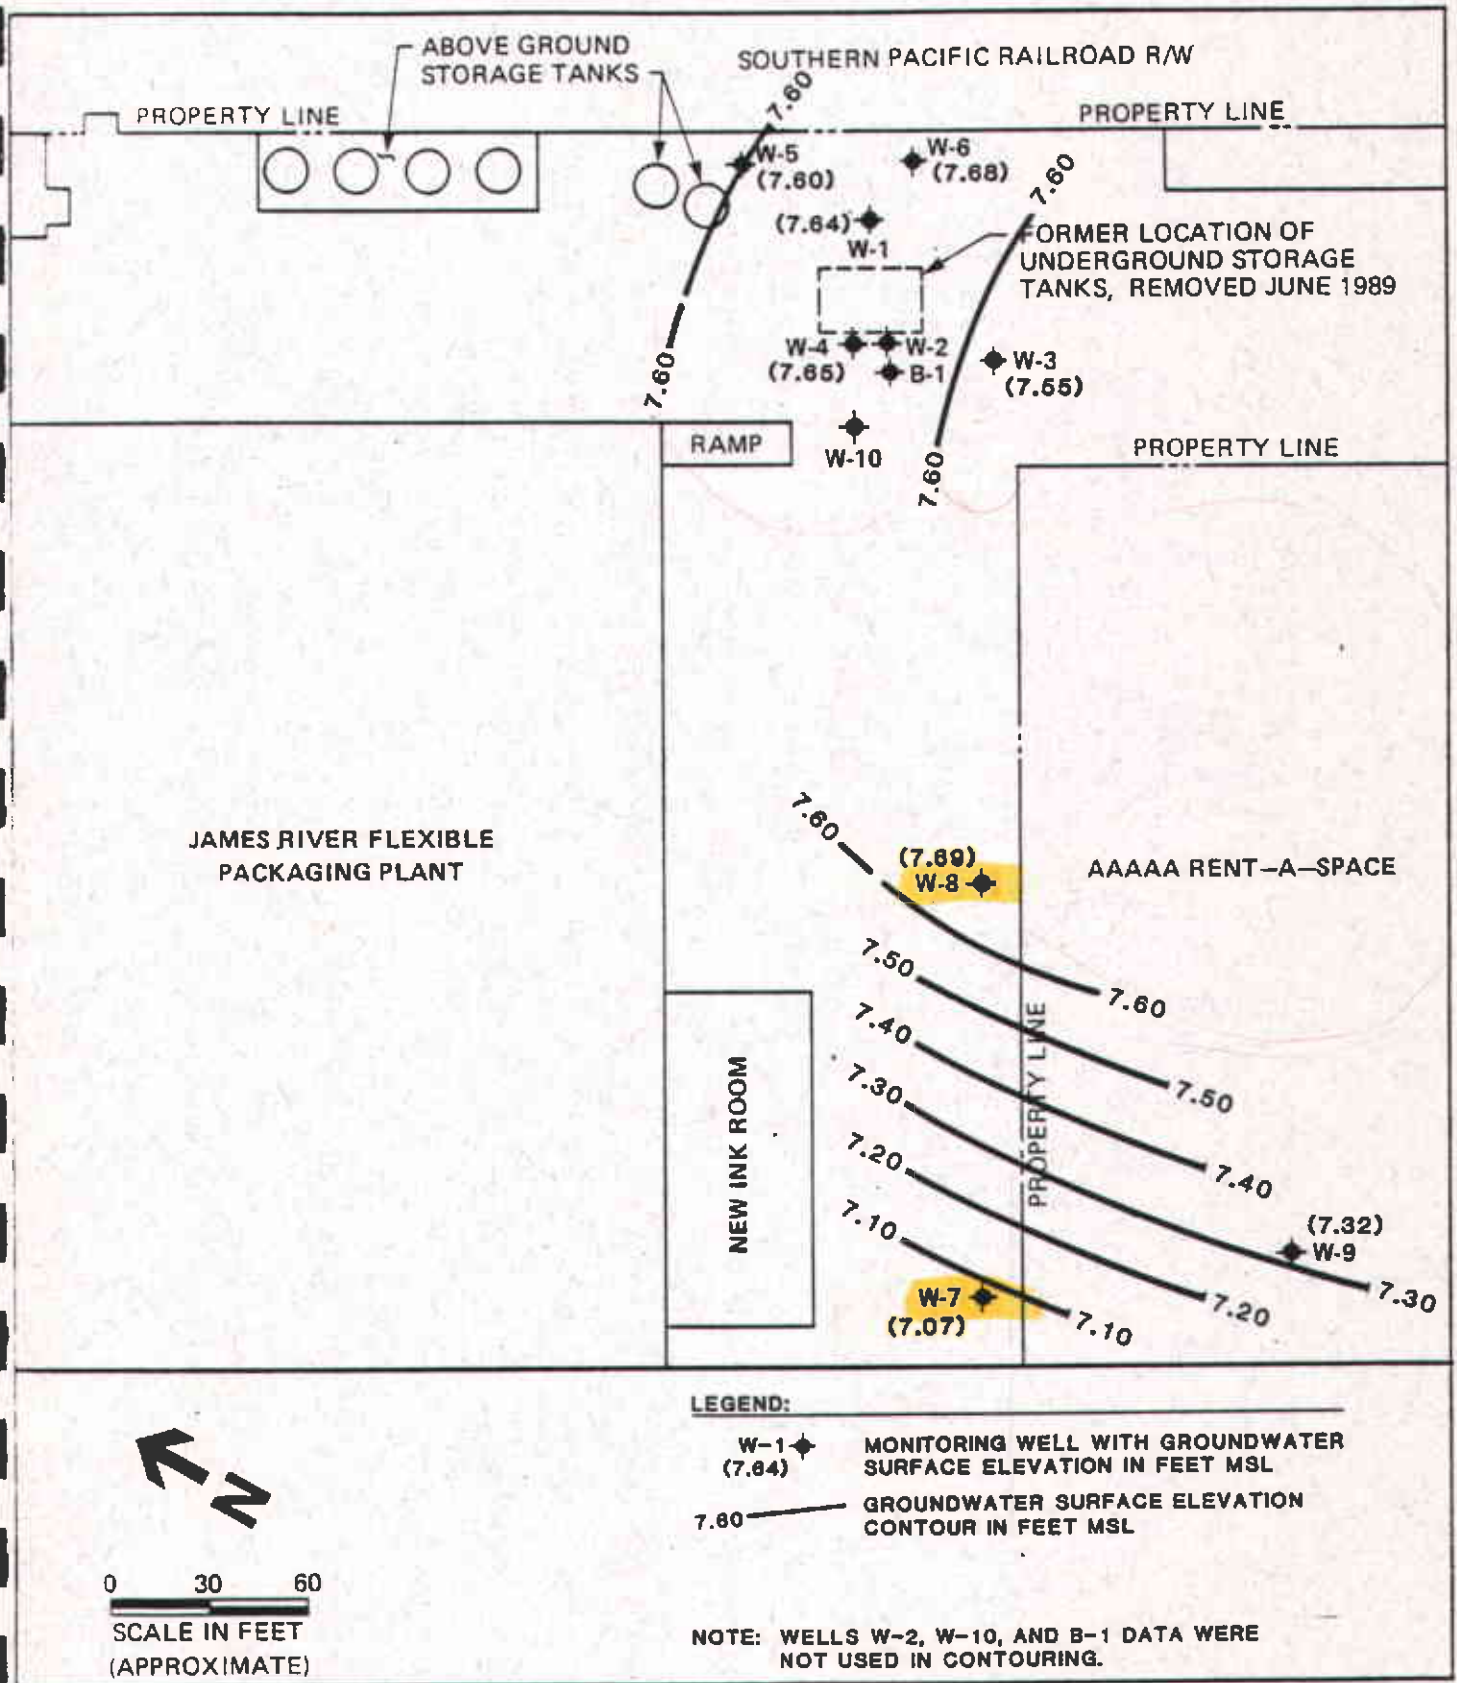 ABOVE GROUND
STORAGE TANKS
SOUTHERN PACIFIC RAILROAD R/W
PROPERTY LINE
7.60
PROPERTY LINE
W-5
(7.60)
W-6
(7.68)
7.60
(7.64)
W-1
FORMER LOCATION OF
UNDERGROUND STORAGE
TANKS, REMOVED JUNE 1989
7.60
W-4
(7.65)
W-2
B-1
W-3
(7.55)
RAMP
W-10
7.60
PROPERTY LINE
JAMES RIVER FLEXIBLE
PACKAGING PLANT
7.60
(7.69)
W-8
AAAAA RENT-A-SPACE
7.50
7.60
7.40
PROPERTY LINE
7.30
7.50
NEW INK ROOM
7.20
7.40
7.10
(7.32)
W-9
W-7
(7.07)
7.10
7.20
7.30
LEGEND:
W-1
(7.64)
MONITORING WELL WITH GROUNDWATER
SURFACE ELEVATION IN FEET MSL
7.60
GROUNDWATER SURFACE ELEVATION
CONTOUR IN FEET MSL
N
0 30 60
SCALE IN FEET
(APPROXIMATE)
NOTE: WELLS W-2, W-10, AND B-1 DATA WERE
NOT USED IN CONTOURING.